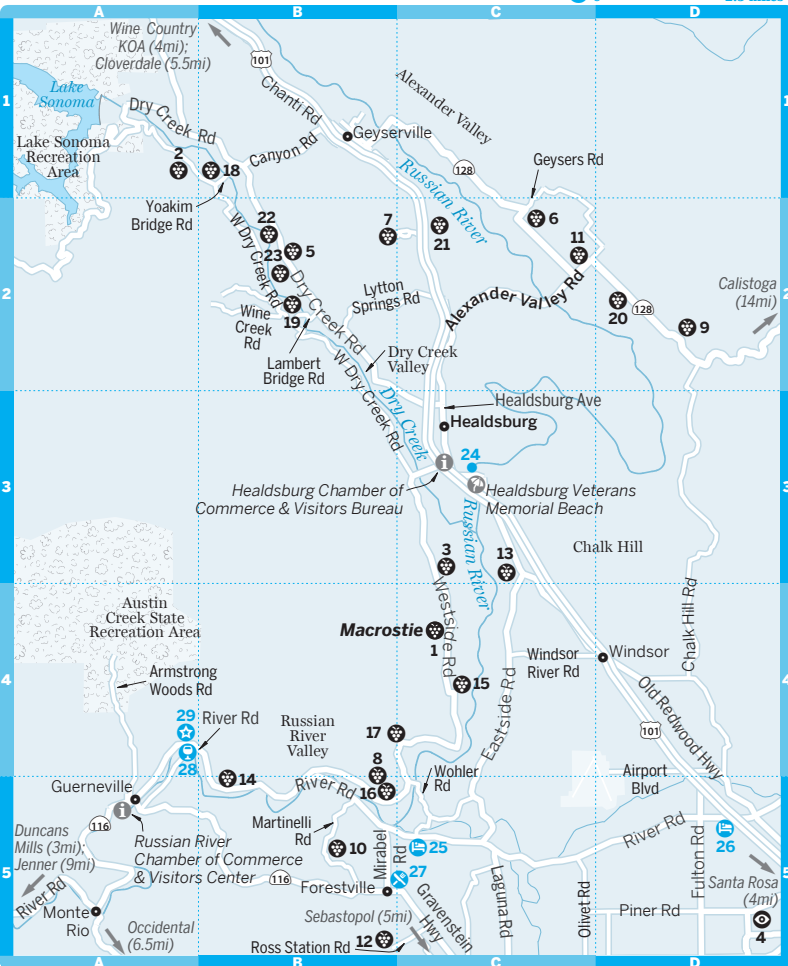 A
B
C
D
Wine Country
KOA (4mi);
Cloverdale (5.5mi)
101
Chanti Rd
Alexander Valley
Lake
Sonoma
1
1
Dry Creek Rd
Geyserville
Lake Sonoma
Recreation
Area
Canyon Rd
128
Geysers Rd
2
18
Russian River
Yoakim
Bridge Rd
22
7
21
6
W Dry Creek Rd
5
11
23
Dry Creek Rd
Lytton
Springs Rd
Alexander Valley Rd
Calistoga
(14mi)
2
2
19
20
128
9
Wine
Creek
Rd
Lambert
Bridge Rd
Dry Creek
Valley
W Dry Creek Rd
Dry Creek
Healdsburg Ave
Healdsburg
24
3
3
Healdsburg Chamber of
Commerce & Visitors Bureau
Healdsburg Veterans
Memorial Beach
Russian River
3
13
Chalk Hill
Austin
Creek State
Recreation Area
Westside Rd
Chalk Hill Rd
Macrostie
1
Windsor
River Rd
Windsor
4
4
Armstrong
Woods Rd
15
Eastside Rd
Old Redwood Hwy
29
River Rd
Russian
River
Valley
17
101
28
8
14
16
River Rd
Wohler
Rd
Airport
Blvd
Guerneville
116
Martinelli
Rd
Mirabel Rd
River Rd
Duncans
Mills (3mi);
Jenner (9mi)
Russian River
Chamber of Commerce
& Visitors Center
10
25
26
5
5
116
Forestville
27
Fulton Rd
Santa Rosa
(4mi)
River Rd
Monte
Rio
Occidental
(6.5mi)
Sebastopol (5mi)
Gravenstein
Hwy
Laguna Rd
Olivet Rd
Piner Rd
4
Ross Station Rd
12
A
B
C
D